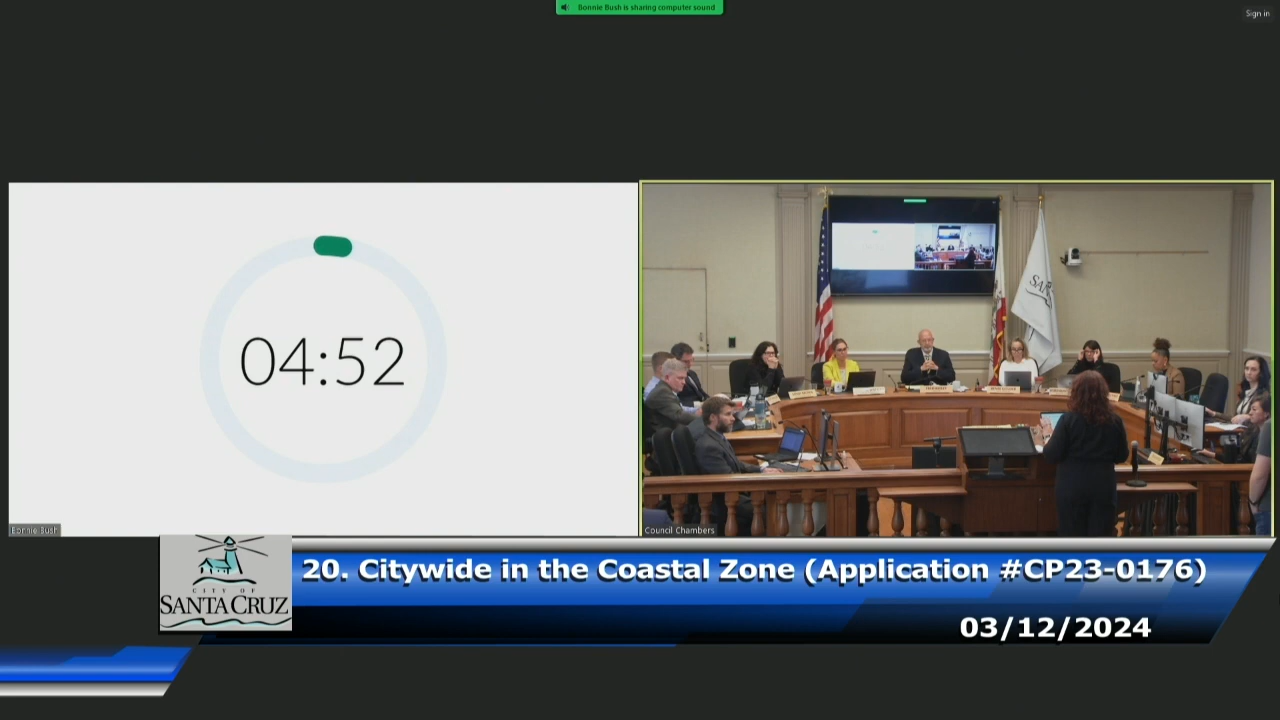 Bonnie Bush is sharing computer sound
Sign in
04:52
Bonnie Bush
Council Chambers
20. Citywide in the Coastal Zone (Application #CP23-0176)
CITY OF
SANTA CRUZ
03/12/2024